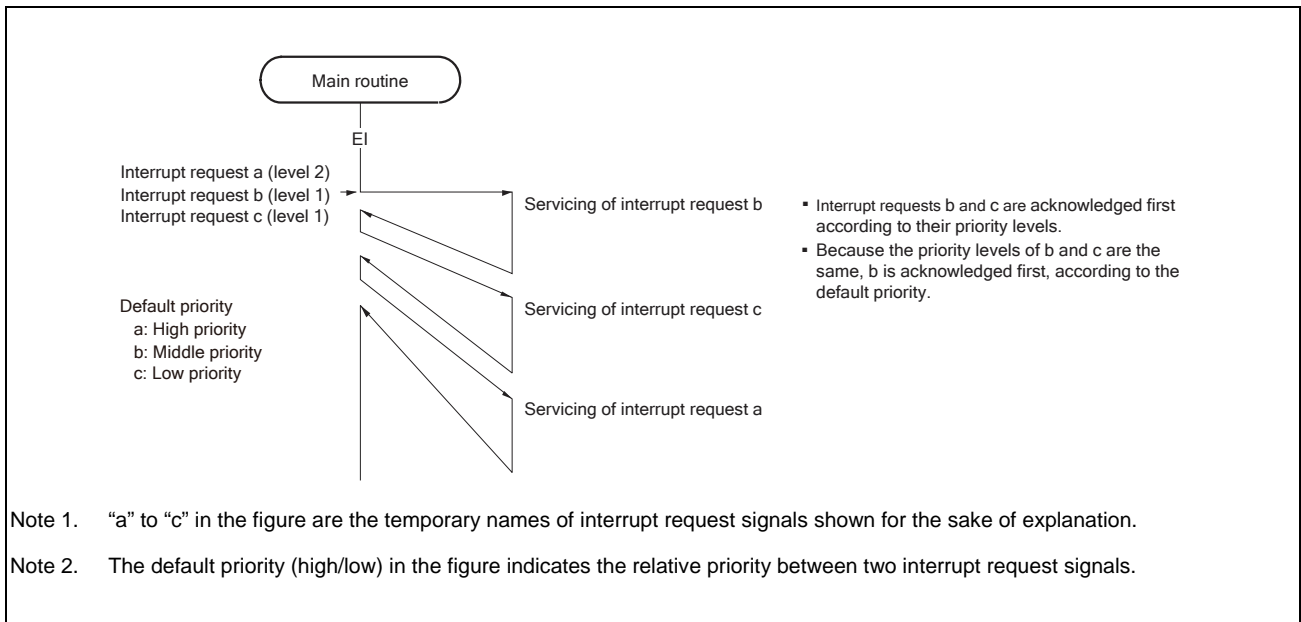 Main routine
EI
Interrupt request a (level 2)
Interrupt request b (level 1)
Interrupt request c (level 1)
Servicing of interrupt request b
▪ Interrupt requests b and c are acknowledged first
according to their priority levels.
▪ Because the priority levels of b and c are the
same, b is acknowledged first, according to the
default priority.
Default priority
a: High priority
b: Middle priority
c: Low priority
Servicing of interrupt request c
Servicing of interrupt request a
Note 1. “a” to “c” in the figure are the temporary names of interrupt request signals shown for the sake of explanation.
Note 2. The default priority (high/low) in the figure indicates the relative priority between two interrupt request signals.